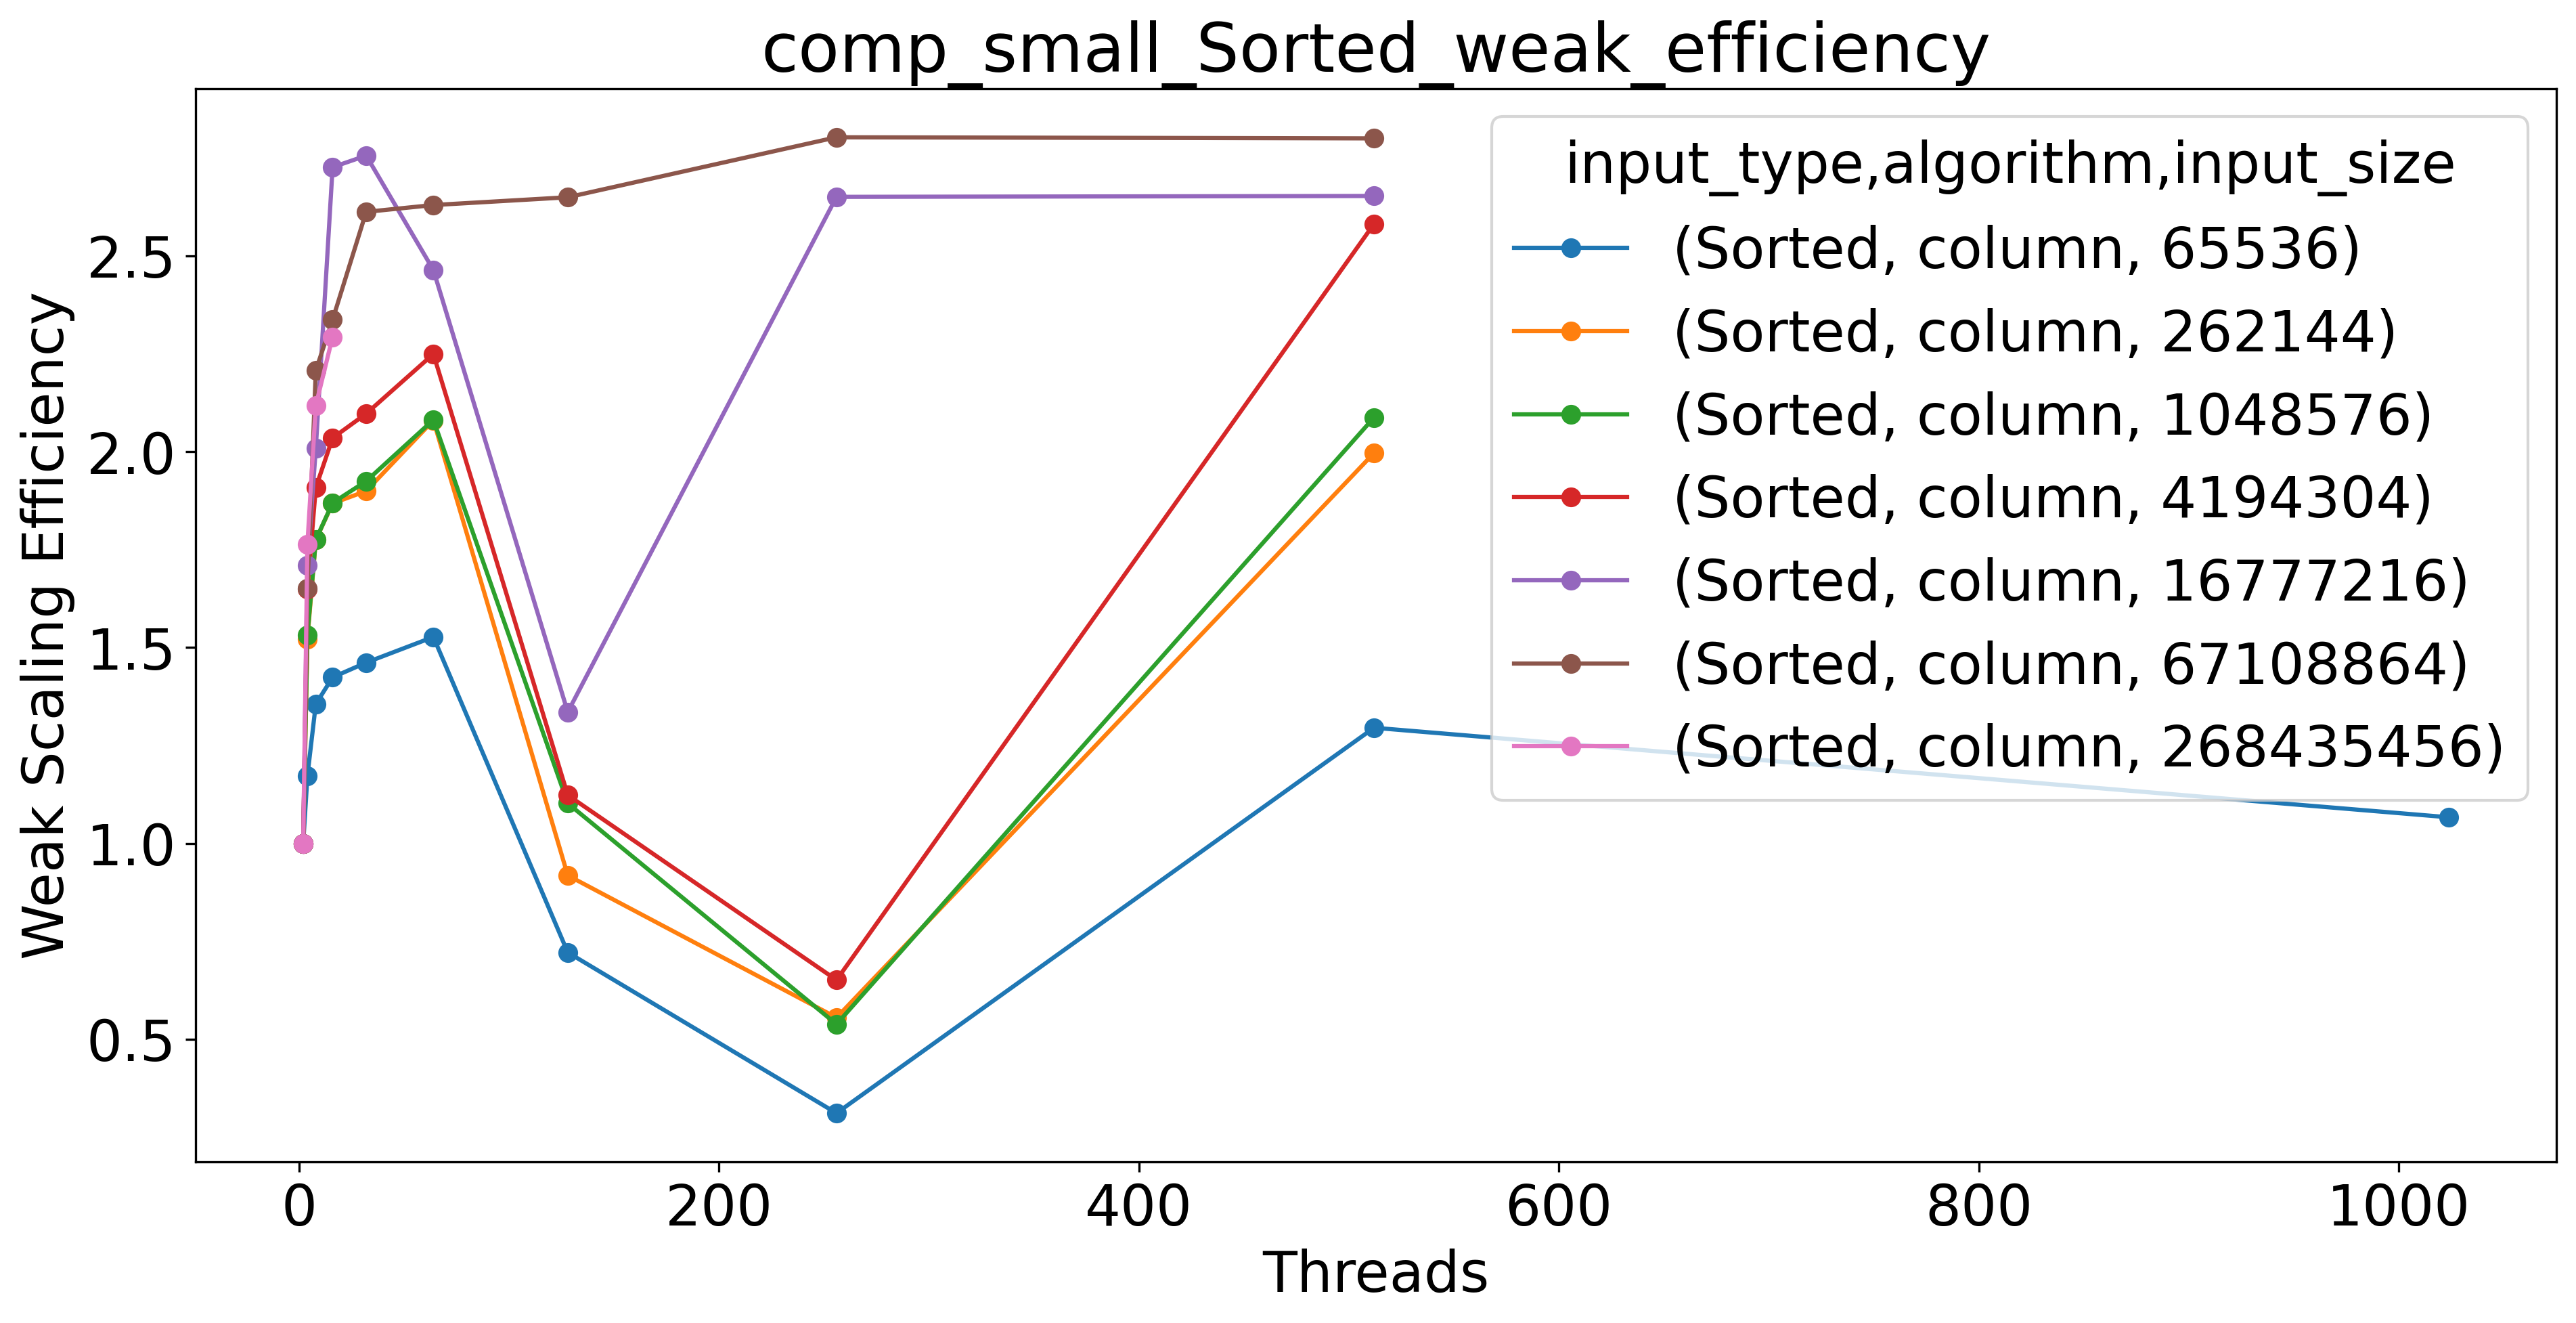 comp_small_Sorted_weak_efficiency
Weak Scaling Efficiency
2.5
2.0
1.5
1.0
0.5
input_type,algorithm,input_size
(Sorted, column, 65536)
(Sorted, column, 262144)
(Sorted, column, 1048576)
(Sorted, column, 4194304)
(Sorted, column, 16777216)
(Sorted, column, 67108864)
(Sorted, column, 268435456)
0 200 400 600 800 1000
Threads